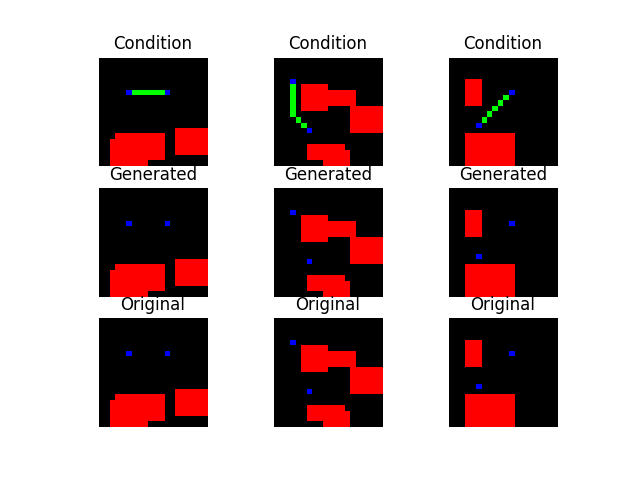 Condition Condition Condition
Generated Generated Generated
Original Original Original